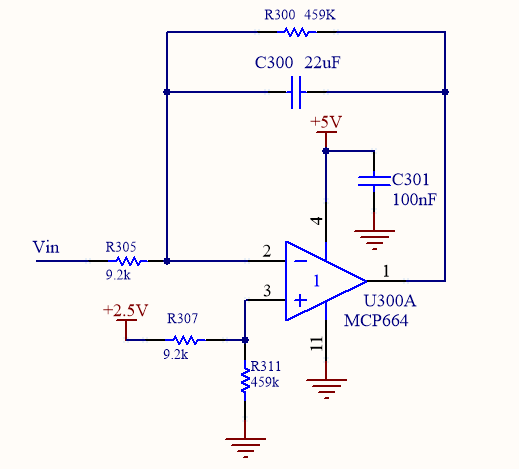 R300 459K
C300 22uF
+5V
C301
100nF
4
Vin
R305
9.2k
2
1
1
3
+2.5V
R307
9.2k
U300A
MCP664
11
R311
459k